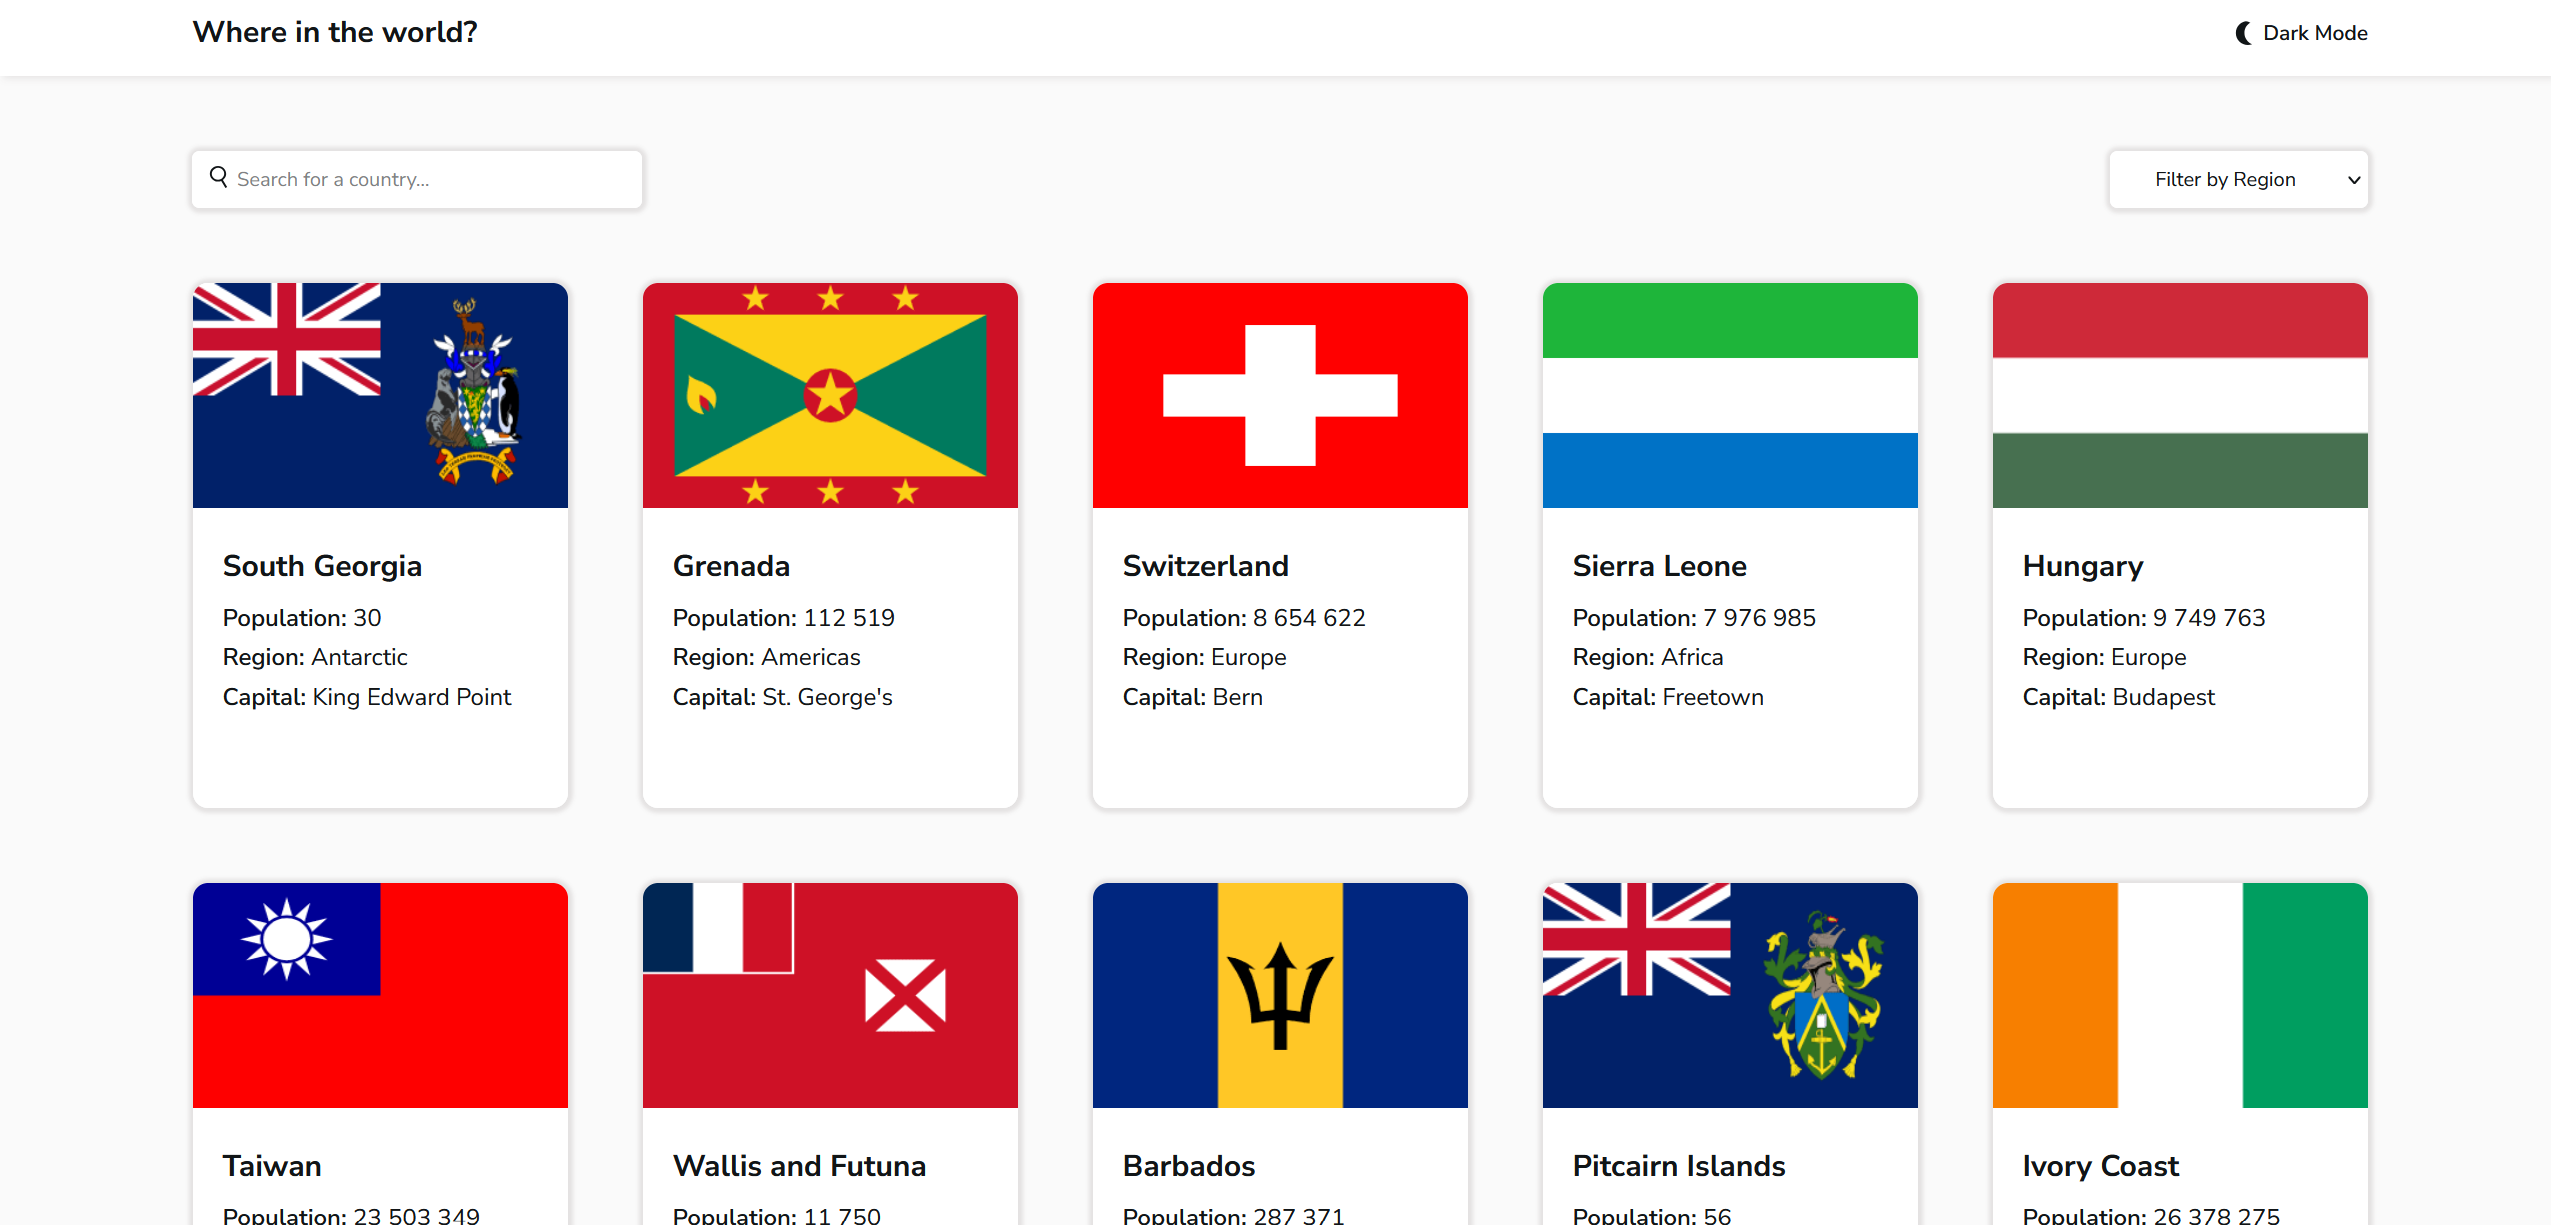 Where in the world?
Dark Mode
Search for a country...
Filter by Region
South Georgia
Population: 30
Region: Antarctic
Capital: King Edward Point
Grenada
Population: 112 519
Region: Americas
Capital: St. George's
Switzerland
Population: 8 654 622
Region: Europe
Capital: Bern
Sierra Leone
Population: 7 976 985
Region: Africa
Capital: Freetown
Hungary
Population: 9 749 763
Region: Europe
Capital: Budapest
Taiwan
Population: 23 503 349
Wallis and Futuna
Population: 11 750
Barbados
Population: 287 371
Pitcairn Islands
Population: 56
Ivory Coast
Population: 26 378 275